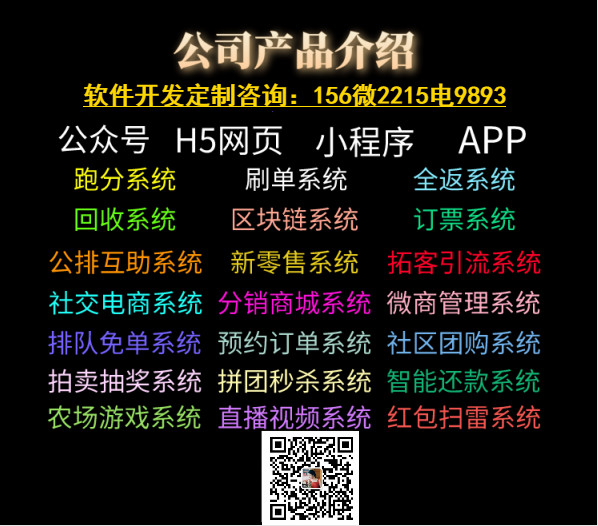 公司产品介绍
软件开发定制咨询：156微2215电9893
公众号 H5网页 小程序 APP
跑分系统 刷单系统 全返系统
回收系统 区块链系统 订票系统
公排互助系统 新零售系统 拓客引流系统
社交电商系统 分销商城系统 微商管理系统
排队免单系统 预约订单系统 社区团购系统
拍卖抽奖系统 拼团秒杀系统 智能还款系统
农场游戏系统 直播视频系统 红包扫雷系统